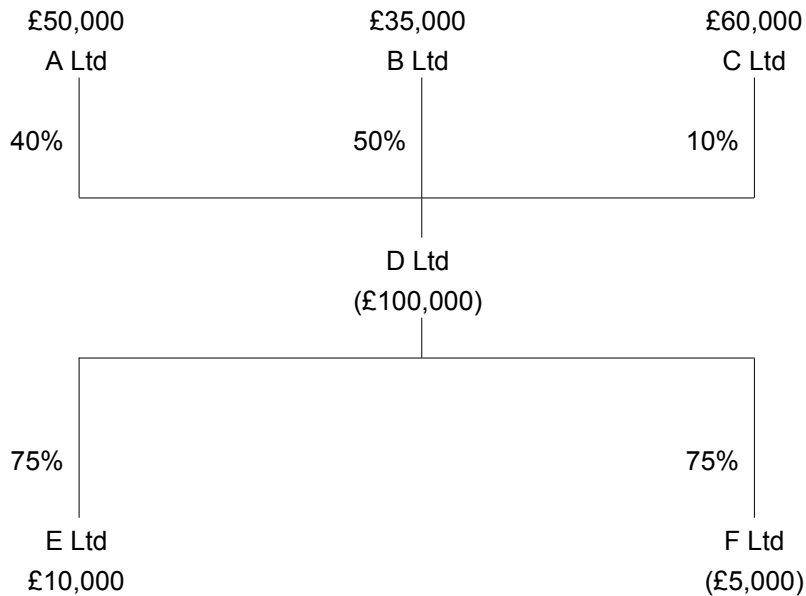 £50,000 £35,000 £60,000
A Ltd B Ltd C Ltd
40% 50% 10%
D Ltd
(£100,000)
75% 75%
E Ltd F Ltd
£10,000 (£5,000)